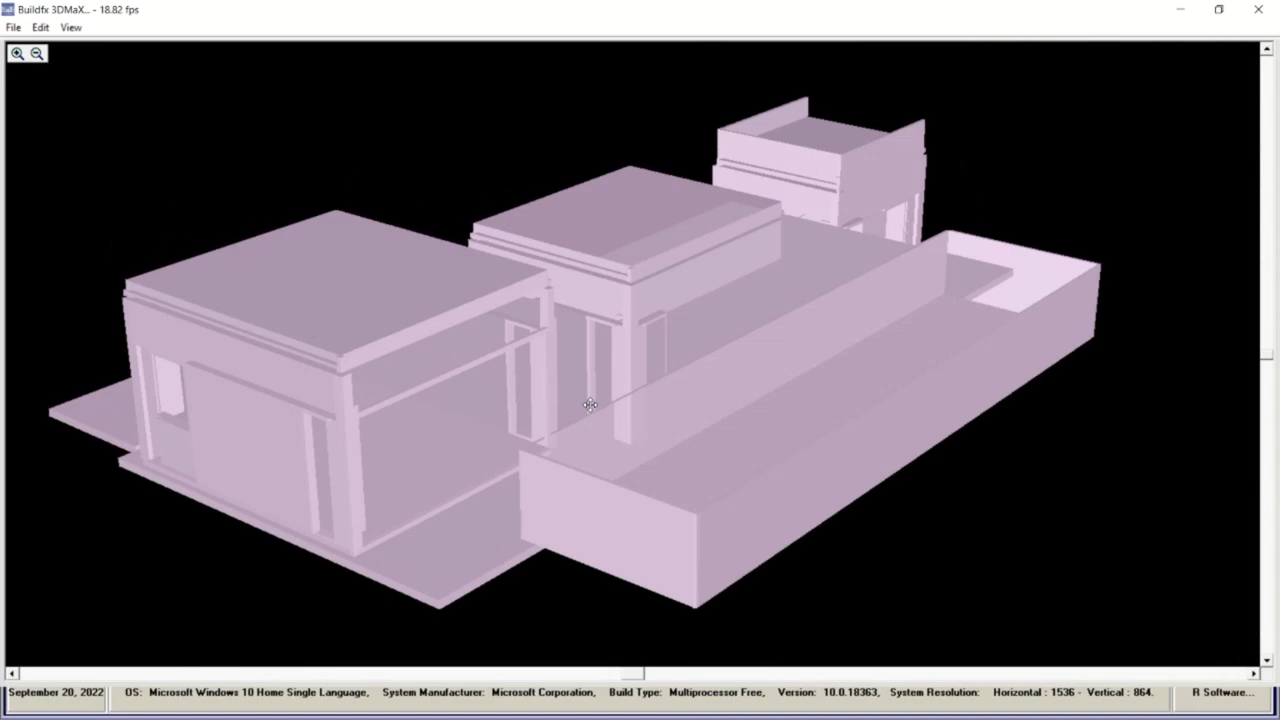 Buildfx 3DMaX... - 18.82 fps
File Edit View
September 20, 2022 OS: Microsoft Windows 10 Home Single Language, System Manufacturer: Microsoft Corporation, Build Type: Multiprocessor Free, Version: 10.0.18363, System Resolution: Horizontal : 1536 - Vertical : 864. R Software...